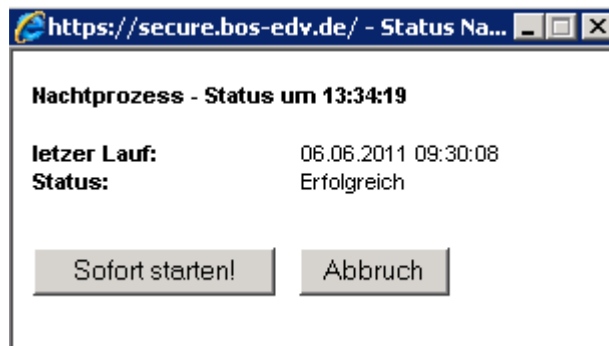 https://secure.bos-edv.de/ - Status Na...
Nachtprozess - Status um 13:34:19
letzer Lauf: 06.06.2011 09:30:08
Status: Erfolgreich
Sofort starten! Abbruch